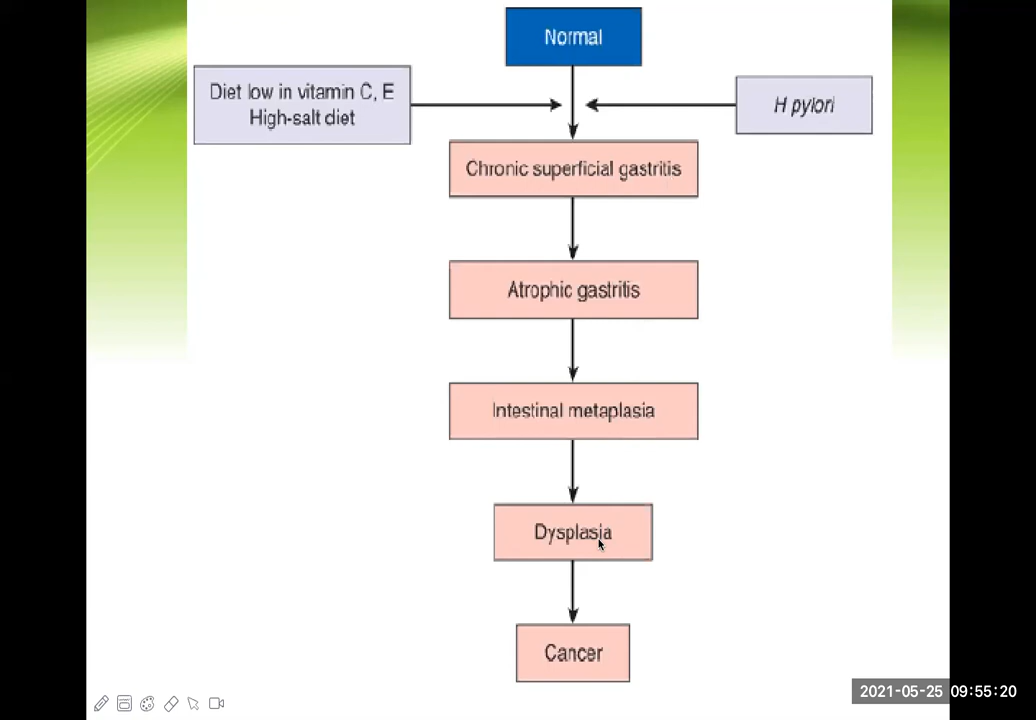 Normal
Diet low in vitamin C, E
High-salt diet
H pylori
Chronic superficial gastritis
Atrophic gastritis
Intestinal metaplasia
Dysplasia
Cancer
2021-05-25 09:55:20